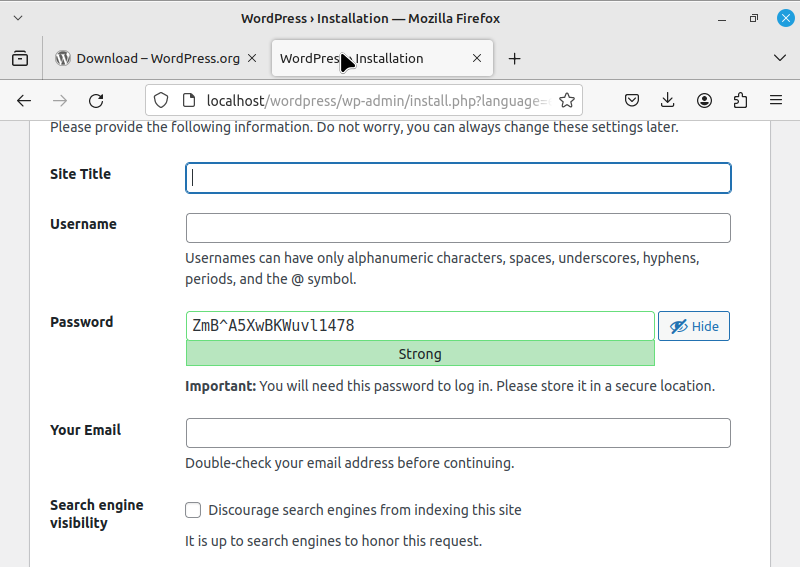 WordPress › Installation — Mozilla Firefox
Download – WordPress.org
WordPress › Installation
localhost/wordpress/wp-admin/install.php?language=
Please provide the following information. Do not worry, you can always change these settings later.
Site Title
Username
Usernames can have only alphanumeric characters, spaces, underscores, hyphens,
periods, and the @ symbol.
Password
ZmB^A5XwBKWuvl1478
Hide
Strong
Important: You will need this password to log in. Please store it in a secure location.
Your Email
Double-check your email address before continuing.
Search engine
visibility
Discourage search engines from indexing this site
It is up to search engines to honor this request.